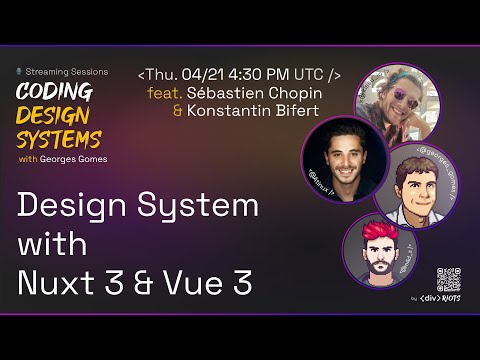 Streaming Sessions
CODING
DESIGN
SYSTEMS
with Georges Gomes
<Thu. 04/21 4:30 PM UTC />
feat. Sébastien Chopin
& Konstantin Bifert
<@atinux />
<@georges_gomes />
Design System
with
Nuxt 3 & Vue 3
by <div>RIOTS